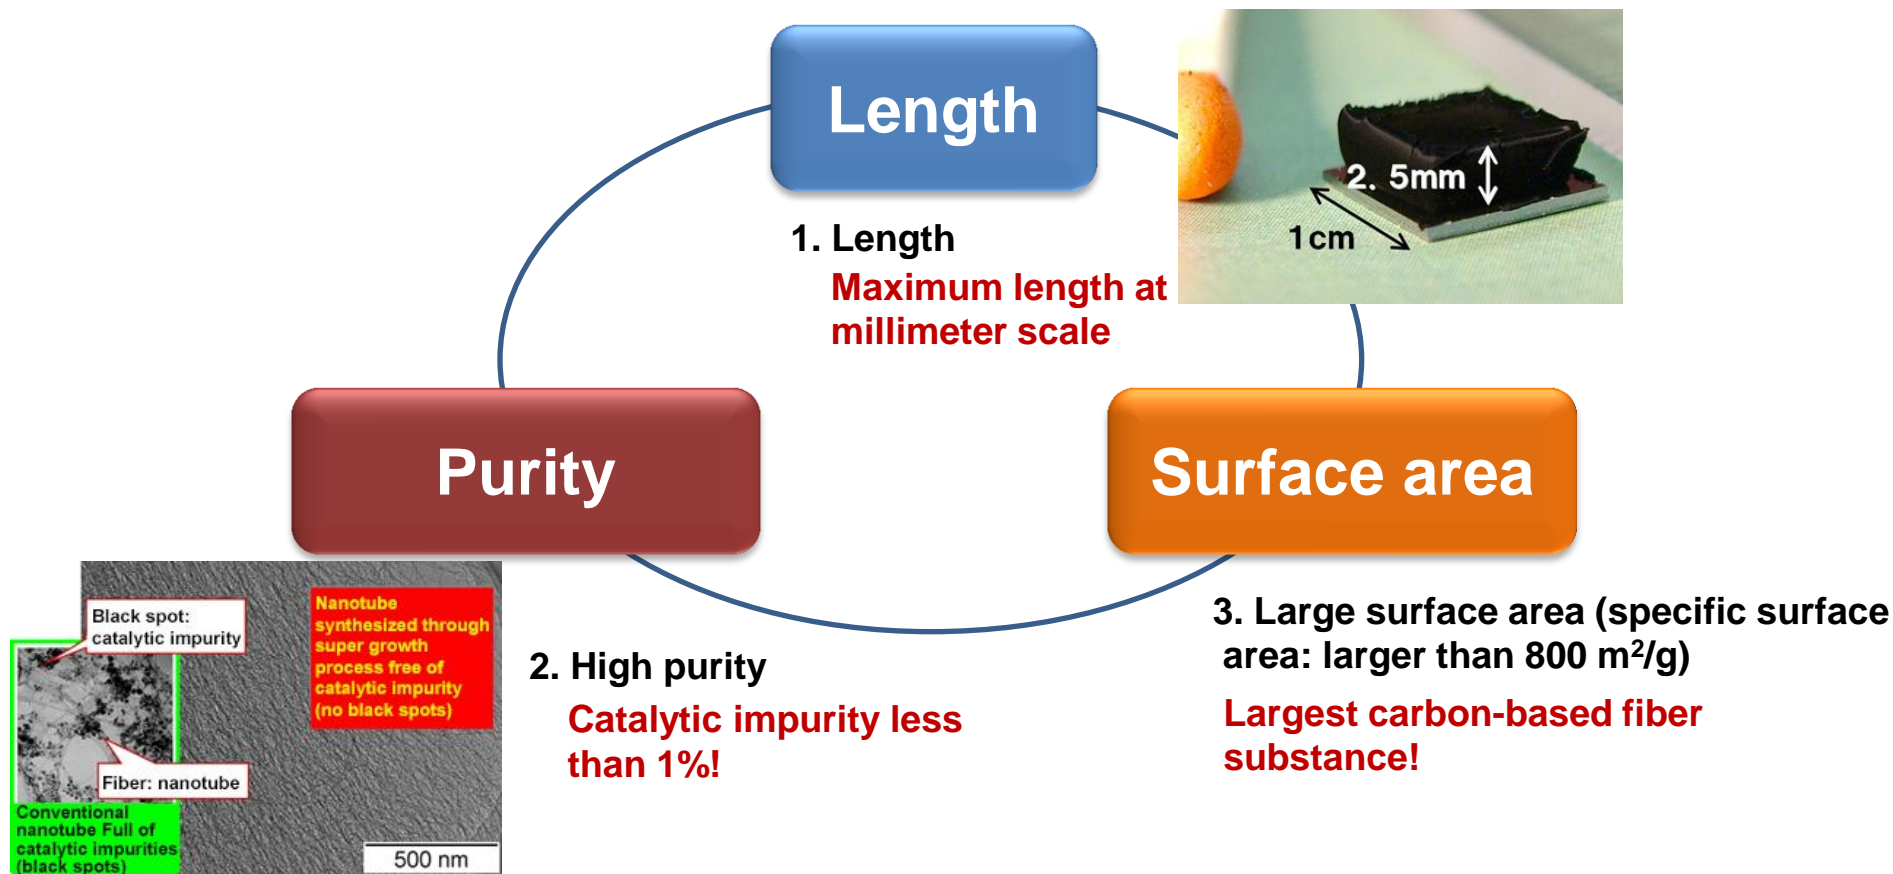 Length
2. 5mm
1cm
1. Length
Maximum length at
millimeter scale
Purity
Surface area
Black spot:
catalytic impurity
Nanotube
synthesized through
super growth
process free of
catalytic impurity
(no black spots)
Fiber: nanotube
Conventional
nanotube Full of
catalytic impurities
(black spots)
500 nm
2. High purity
Catalytic impurity less
than 1%!
3. Large surface area (specific surface
area: larger than 800 m²/g)
Largest carbon-based fiber
substance!